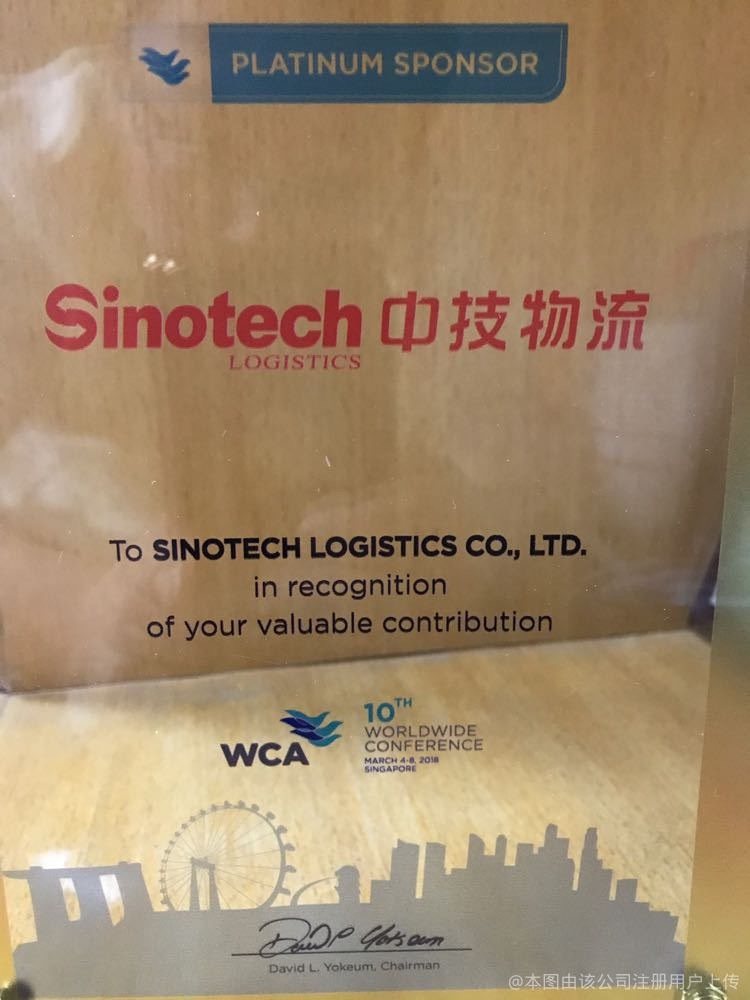 PLATINUM SPONSOR
Sinotech 中技物流
LOGISTICS
To SINOTECH LOGISTICS CO., LTD.
in recognition
of your valuable contribution
WCA
10TH
WORLDWIDE
CONFERENCE
MARCH 4-8, 2018
SINGAPORE
David L. Yokeum, Chairman
@本图由该公司注册用户上传